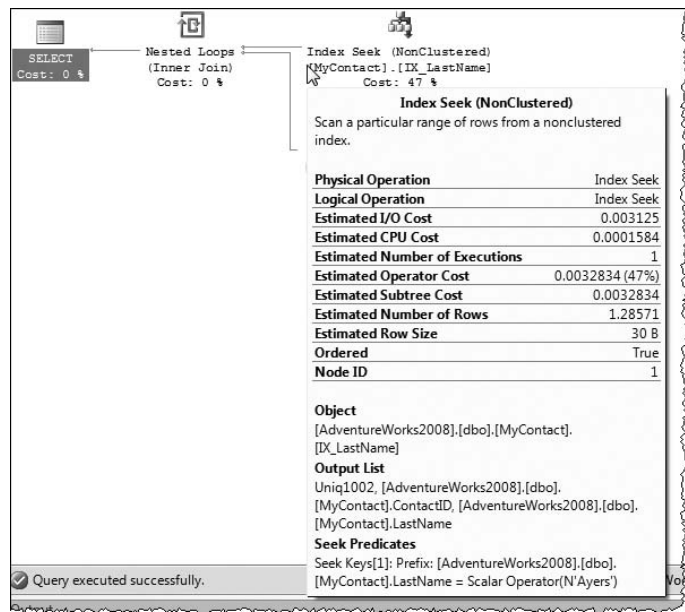 SELECT
Cost: 0 %
Nested Loops
(Inner Join)
Cost: 0 %
Index Seek (NonClustered)
[MyContact].[IX_LastName]
Cost: 47 %
Index Seek (NonClustered)
Scan a particular range of rows from a nonclustered
index.
Physical Operation Index Seek
Logical Operation Index Seek
Estimated I/O Cost 0.003125
Estimated CPU Cost 0.0001584
Estimated Number of Executions 1
Estimated Operator Cost 0.0032834 (47%)
Estimated Subtree Cost 0.0032834
Estimated Number of Rows 1.28571
Estimated Row Size 30 B
Ordered True
Node ID 1
Object
[AdventureWorks2008].[dbo].[MyContact].
[IX_LastName]
Output List
Uniq1002, [AdventureWorks2008].[dbo].
[MyContact].ContactID, [AdventureWorks2008].[dbo].
[MyContact].LastName
Seek Predicates
Seek Keys[1]: Prefix: [AdventureWorks2008].[dbo].
[MyContact].LastName = Scalar Operator(N'Ayers')
Query executed successfully.